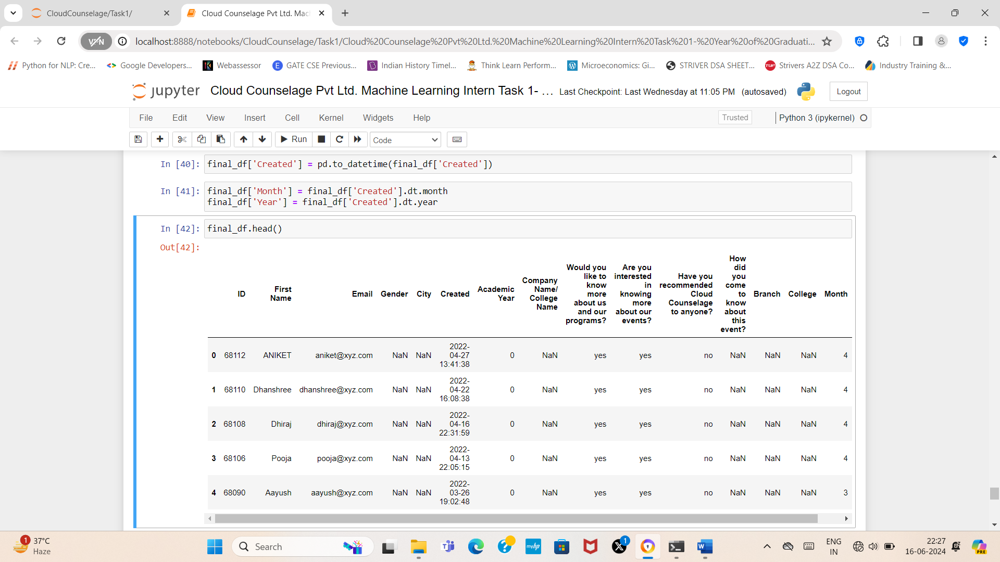 CloudCounselage/Task1/
Cloud Counselage Pvt Ltd. Mac
VPN
localhost:8888/notebooks/CloudCounselage/Task1/Cloud%20Counselage%20Pvt%20Ltd.%20Machine%20Learning%20Intern%20Task%201-%20Year%20of%20Graduati...
Python for NLP: Cre...
Google Developers...
Webassessor
GATE CSE Previous...
Indian History Timel...
Think Learn Perform...
Microeconomics: Gi...
STRIVER DSA SHEET...
Strivers A2Z DSA Co...
Industry Training &...
jupyter Cloud Counselage Pvt Ltd. Machine Learning Intern Task 1- ... Last Checkpoint: Last Wednesday at 11:05 PM (autosaved) Logout
File Edit View Insert Cell Kernel Widgets Help Trusted Python 3 (ipykernel)
Run Code
In [40]: final_df['Created'] = pd.to_datetime(final_df['Created'])
In [41]: final_df['Month'] = final_df['Created'].dt.month
final_df['Year'] = final_df['Created'].dt.year
In [42]: final_df.head()
Out[42]:
ID
First
Name
Email
Gender
City
Created
Academic
Year
Company
Name/
College
Name
Would you
like to
know
more
about us
and our
programs?
Are you
interested
in
knowing
more
about our
events?
Have you
recommended
Cloud
Counselage
to anyone?
How
did
you
come
to
know
about
this
event?
Branch
College
Month
0 68112 ANIKET aniket@xyz.com NaN NaN 2022-
04-27
13:41:38 0 NaN yes yes no NaN NaN NaN 4
1 68110 Dhanshree dhanshree@xyz.com NaN NaN 2022-
04-22
16:08:38 0 NaN yes yes no NaN NaN NaN 4
2 68108 Dhiraj dhiraj@xyz.com NaN NaN 2022-
04-16
22:31:59 0 NaN yes yes no NaN NaN NaN 4
3 68106 Pooja pooja@xyz.com NaN NaN 2022-
04-13
22:05:15 0 NaN yes yes no NaN NaN NaN 4
4 68090 Aayush aayush@xyz.com NaN NaN 2022-
03-26
19:02:48 0 NaN yes yes no NaN NaN NaN 3
1
37°C
Haze
Search
myhp
1
ENG
IN
22:27
16-06-2024
PRE